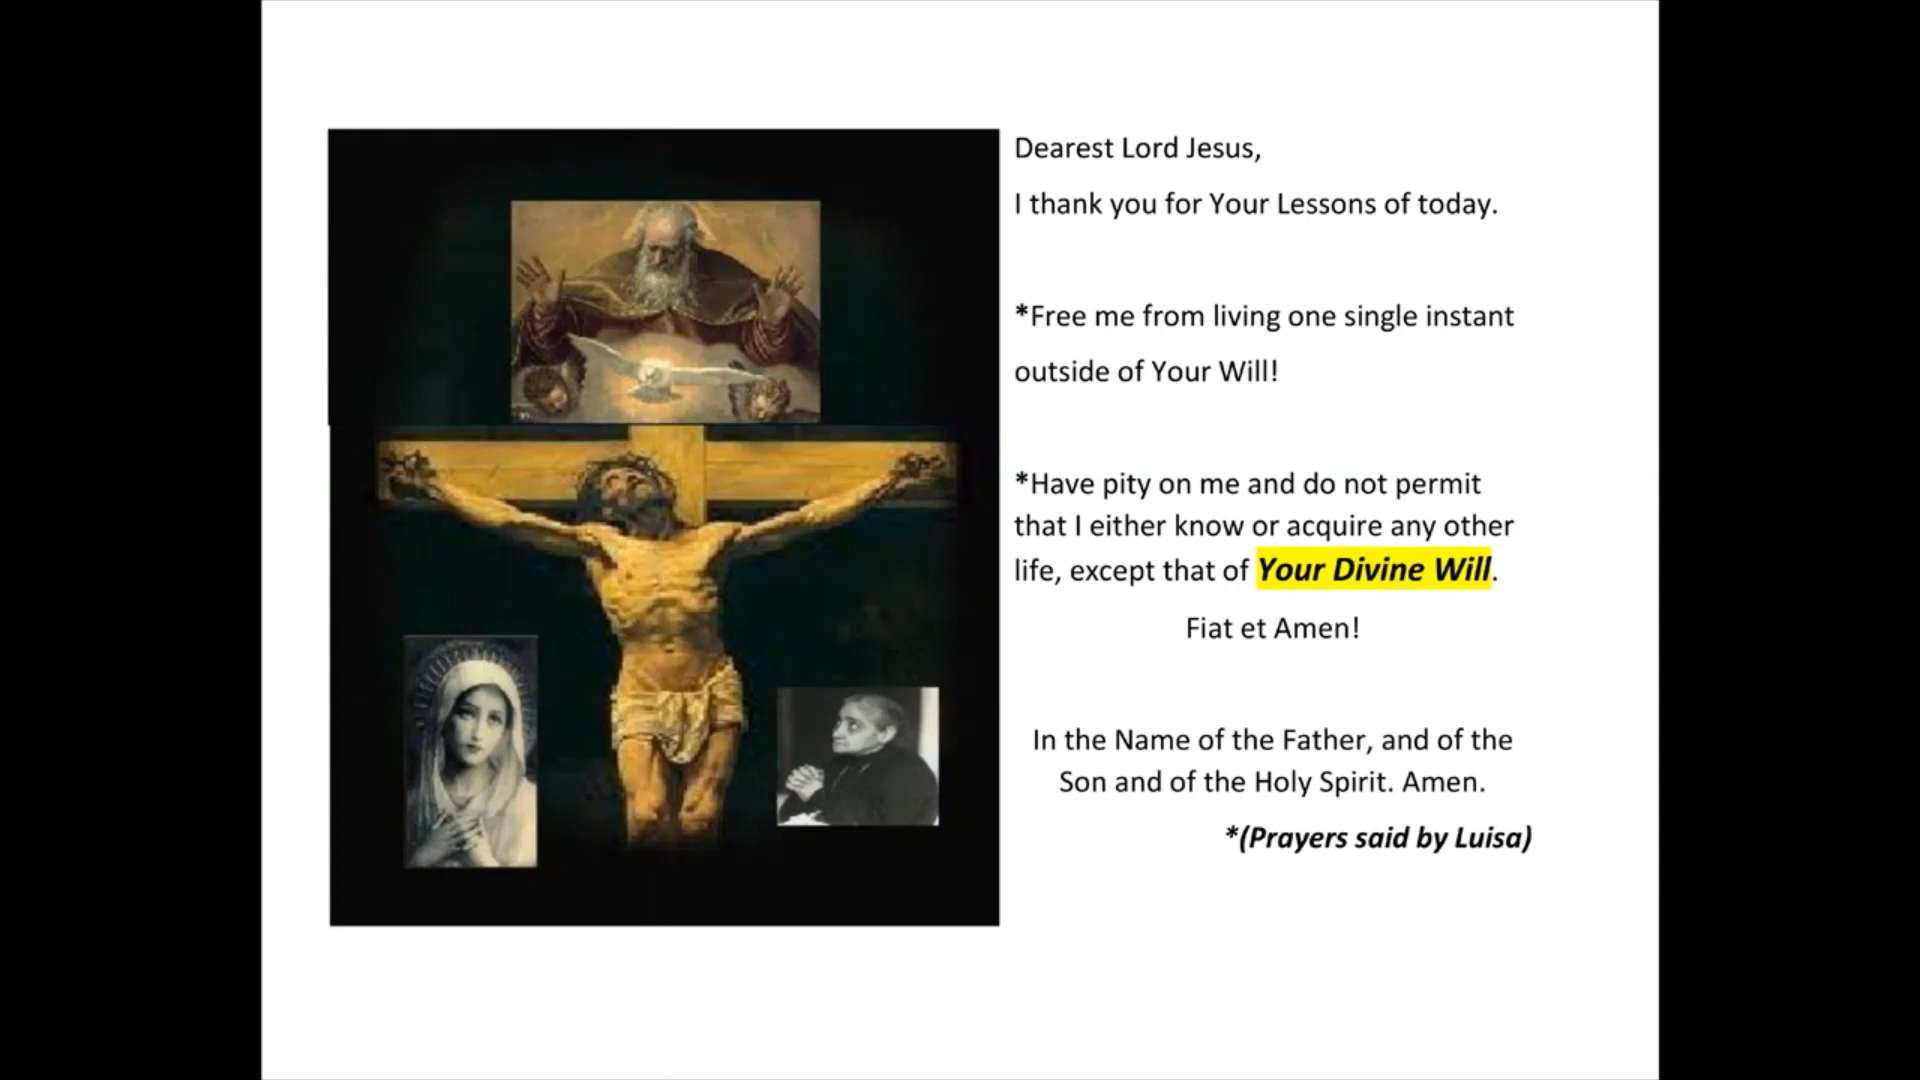 Dearest Lord Jesus,
I thank you for Your Lessons of today.
*Free me from living one single instant
outside of Your Will!
*Have pity on me and do not permit
that I either know or acquire any other
life, except that of Your Divine Will.
Fiat et Amen!
In the Name of the Father, and of the
Son and of the Holy Spirit. Amen.
*(Prayers said by Luisa)